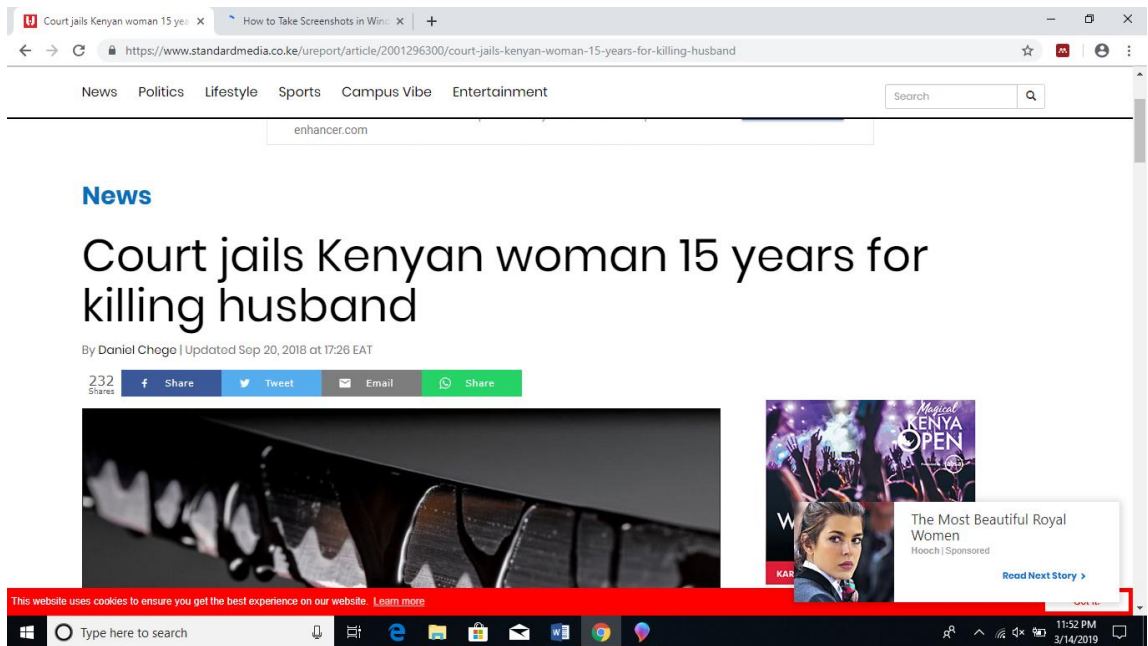 Court jails Kenyan woman 15 yea
How to Take Screenshots in Wind
https://www.standardmedia.co.ke/ureport/article/2001296300/court-jails-kenyan-woman-15-years-for-killing-husband
News Politics Lifestyle Sports Campus Vibe Entertainment
Search
enhancer.com
News
Court jails Kenyan woman 15 years for
killing husband
By Daniel Chege | Updated Sep 20, 2018 at 17:26 EAT
232
Shares
Share
Tweet
Email
Share
Magical
KENYA
OPEN
absa
W
KAR
The Most Beautiful Royal
Women
Hooch | Sponsored
Read Next Story >
This website uses cookies to ensure you get the best experience on our website. Learn more
Got it!
Type here to search
11:52 PM
3/14/2019